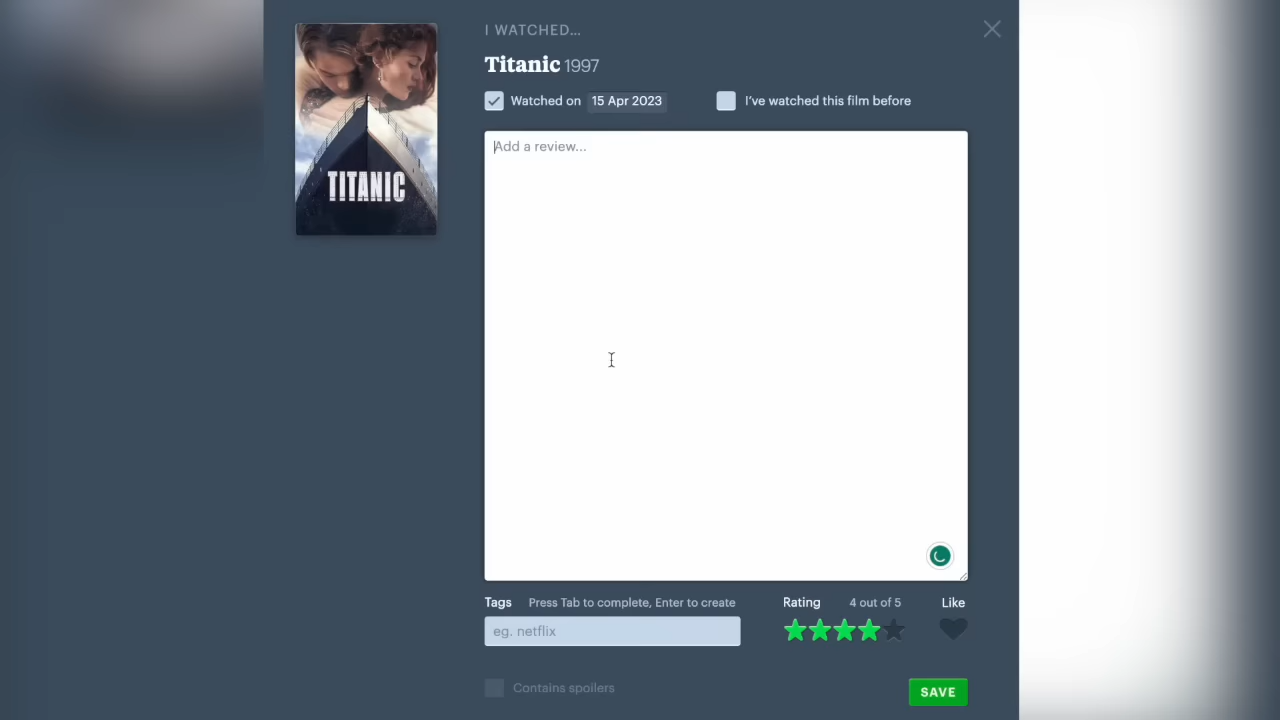 I WATCHED...
Titanic 1997
Watched on 15 Apr 2023 I've watched this film before
Add a review...
TITANIC
Tags Press Tab to complete, Enter to create Rating 4 out of 5 Like
eg. netflix
Contains spoilers SAVE